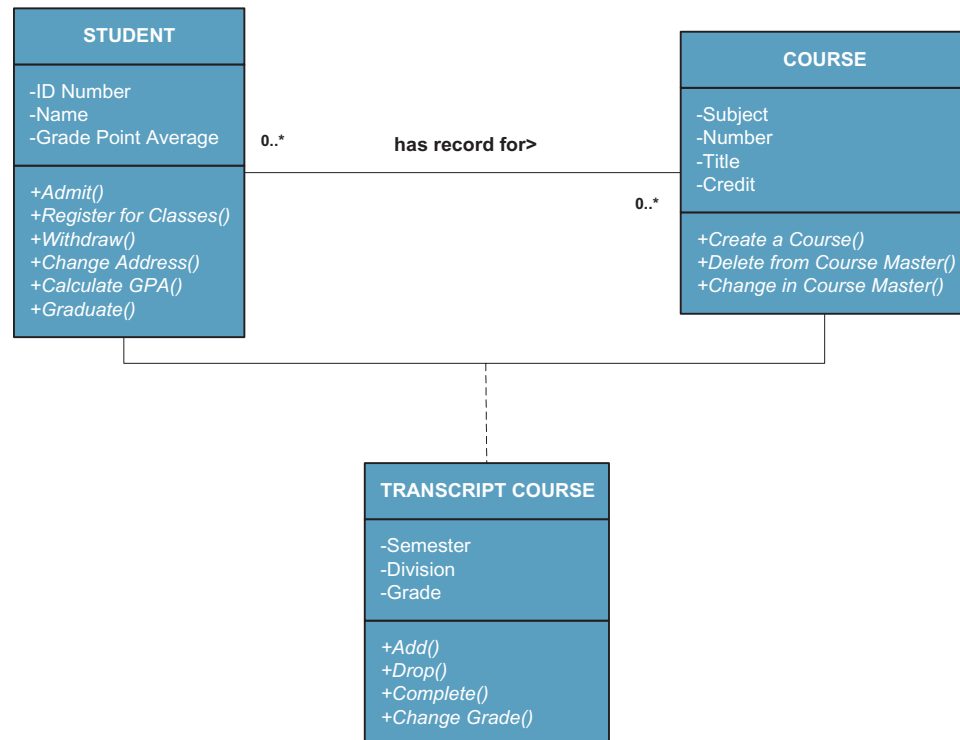 STUDENT
-ID Number
-Name
-Grade Point Average
+Admit()
+Register for Classes()
+Withdraw()
+Change Address()
+Calculate GPA()
+Graduate()
0..*
has record for>
0..*
COURSE
-Subject
-Number
-Title
-Credit
+Create a Course()
+Delete from Course Master()
+Change in Course Master()
TRANSCRIPT COURSE
-Semester
-Division
-Grade
+Add()
+Drop()
+Complete()
+Change Grade()